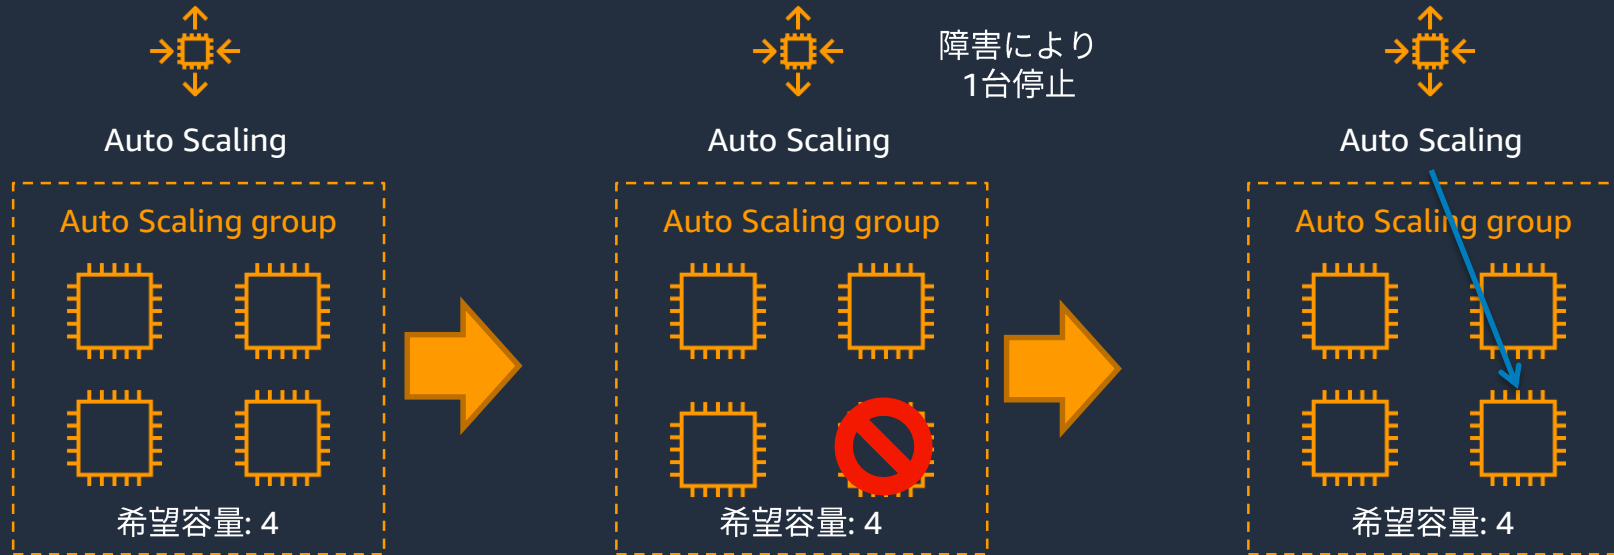 障害により
1台停止
Auto Scaling
Auto Scaling
Auto Scaling
Auto Scaling group
Auto Scaling group
Auto Scaling group
希望容量: 4
希望容量: 4
希望容量: 4